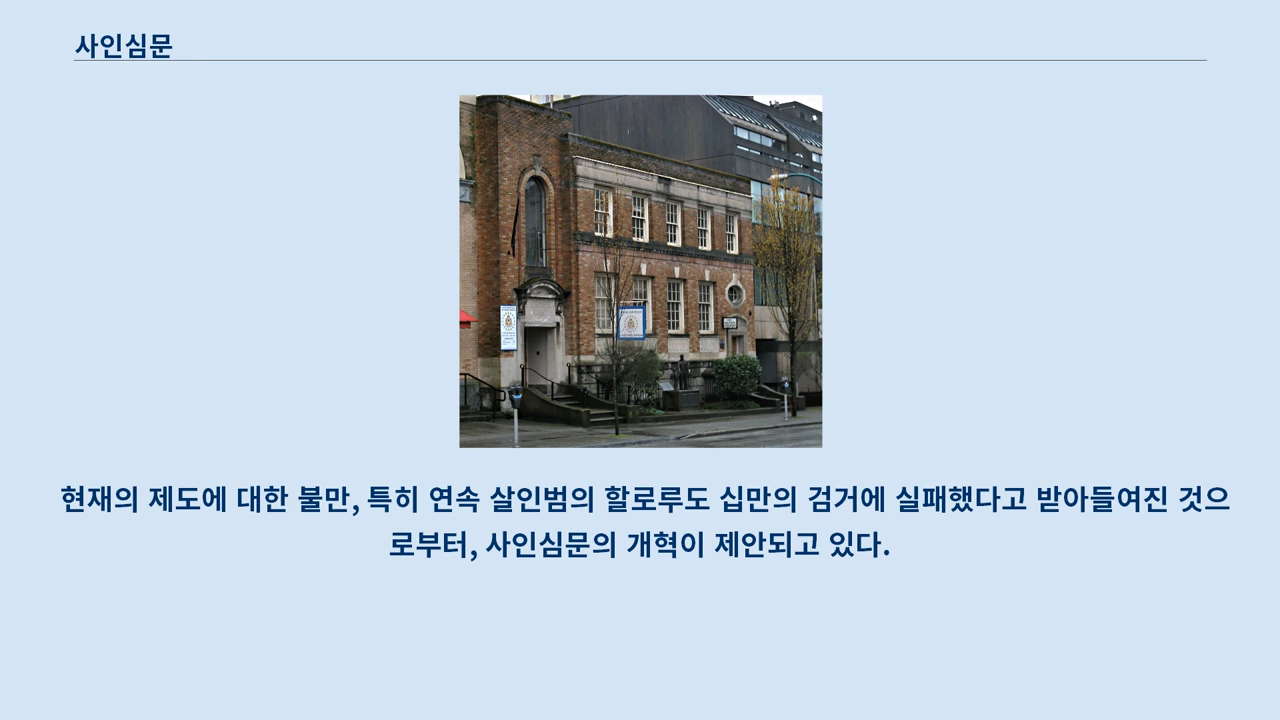 사인심문
현재의 제도에 대한 불만, 특히 연속 살인범의 할로루도 십만의 검거에 실패했다고 받아들여진 것으
로부터, 사인심문의 개혁이 제안되고 있다.